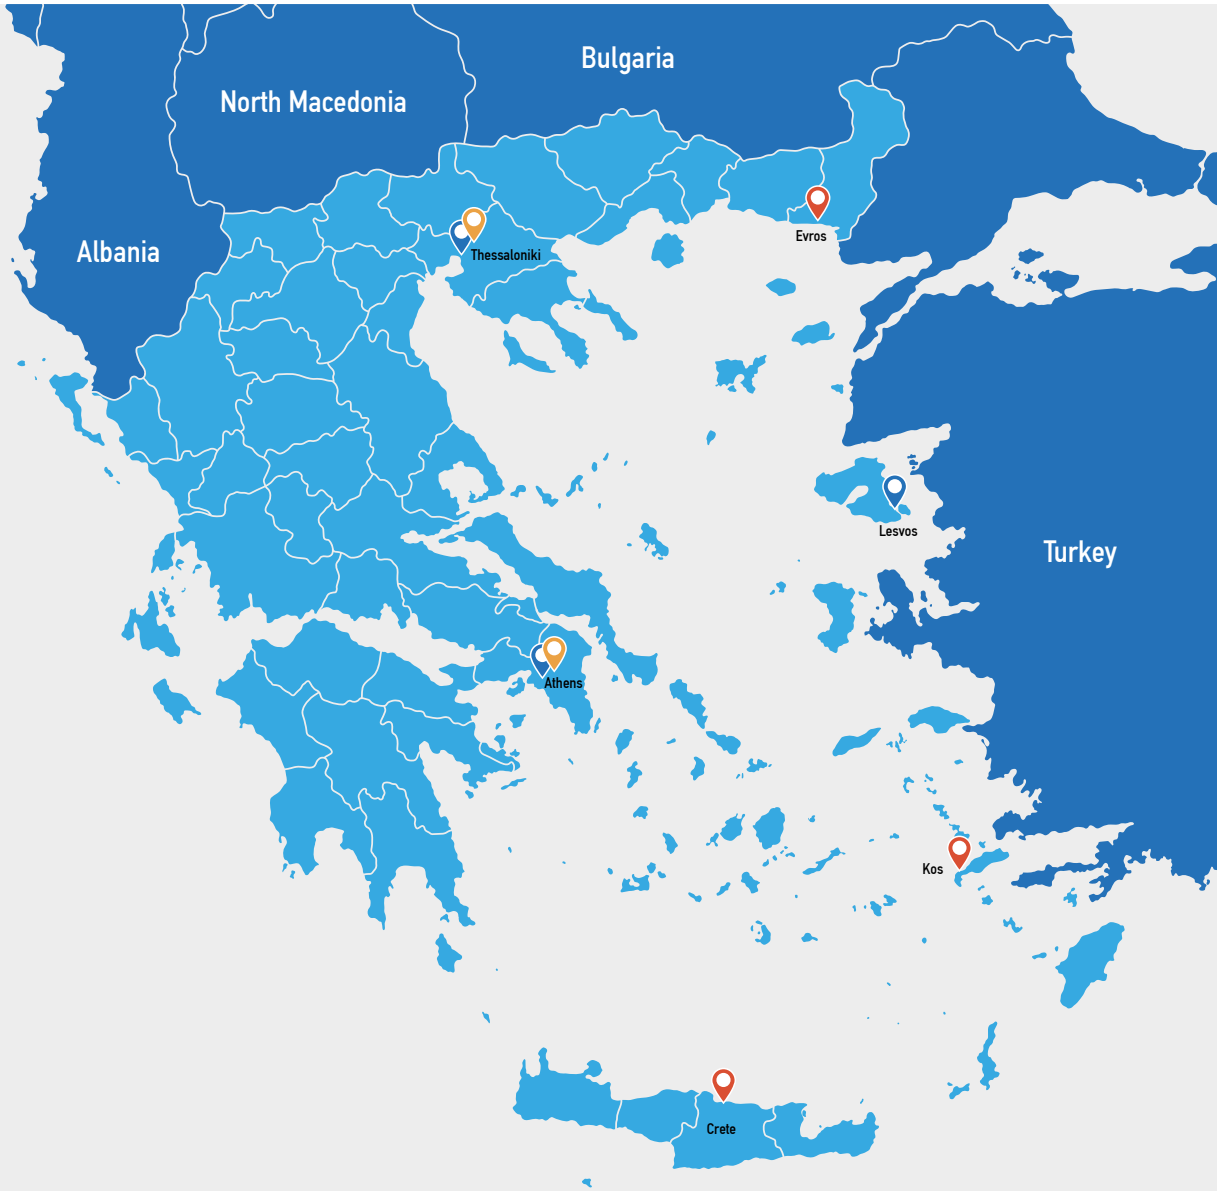 Bulgaria
North Macedonia
Albania
Evros
Thessaloniki
Lesvos
Turkey
Athens
Kos
Crete